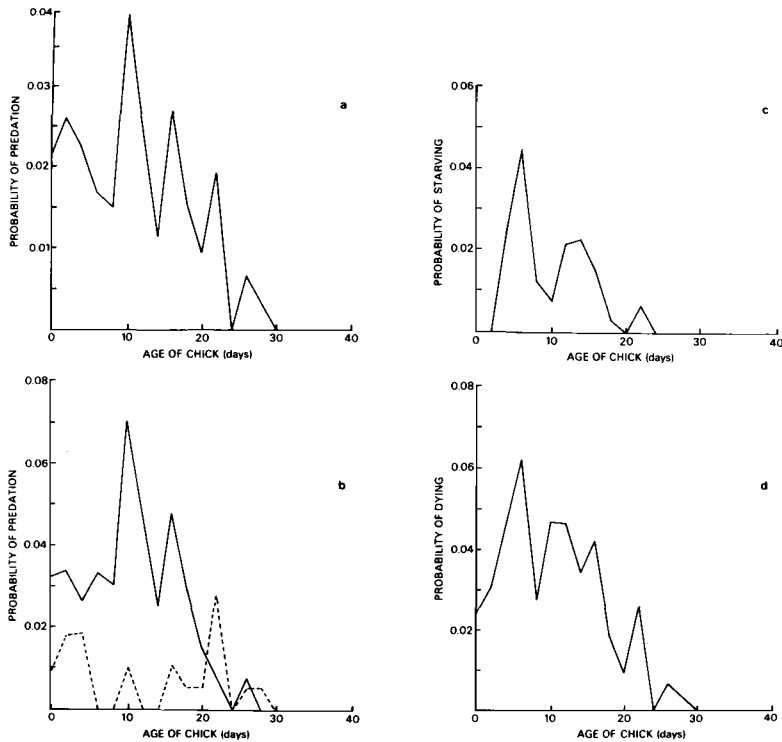 0.04
0.04
0.02
0.01
PROBABILITY OF PREDATION
0
10
20
30
40
AGE OF CHICK (days)
a
0.06
0.04
0.02
PROBABILITY OF STARVING
0
10
20
30
40
AGE OF CHICK (days)
c
0.08
0.06
0.04
0.02
PROBABILITY OF PREDATION
0
10
20
30
40
AGE OF CHICK (days)
b
0.08
0.06
0.04
0.02
PROBABILITY OF DYING
0
10
20
30
40
AGE OF CHICK (days)
d